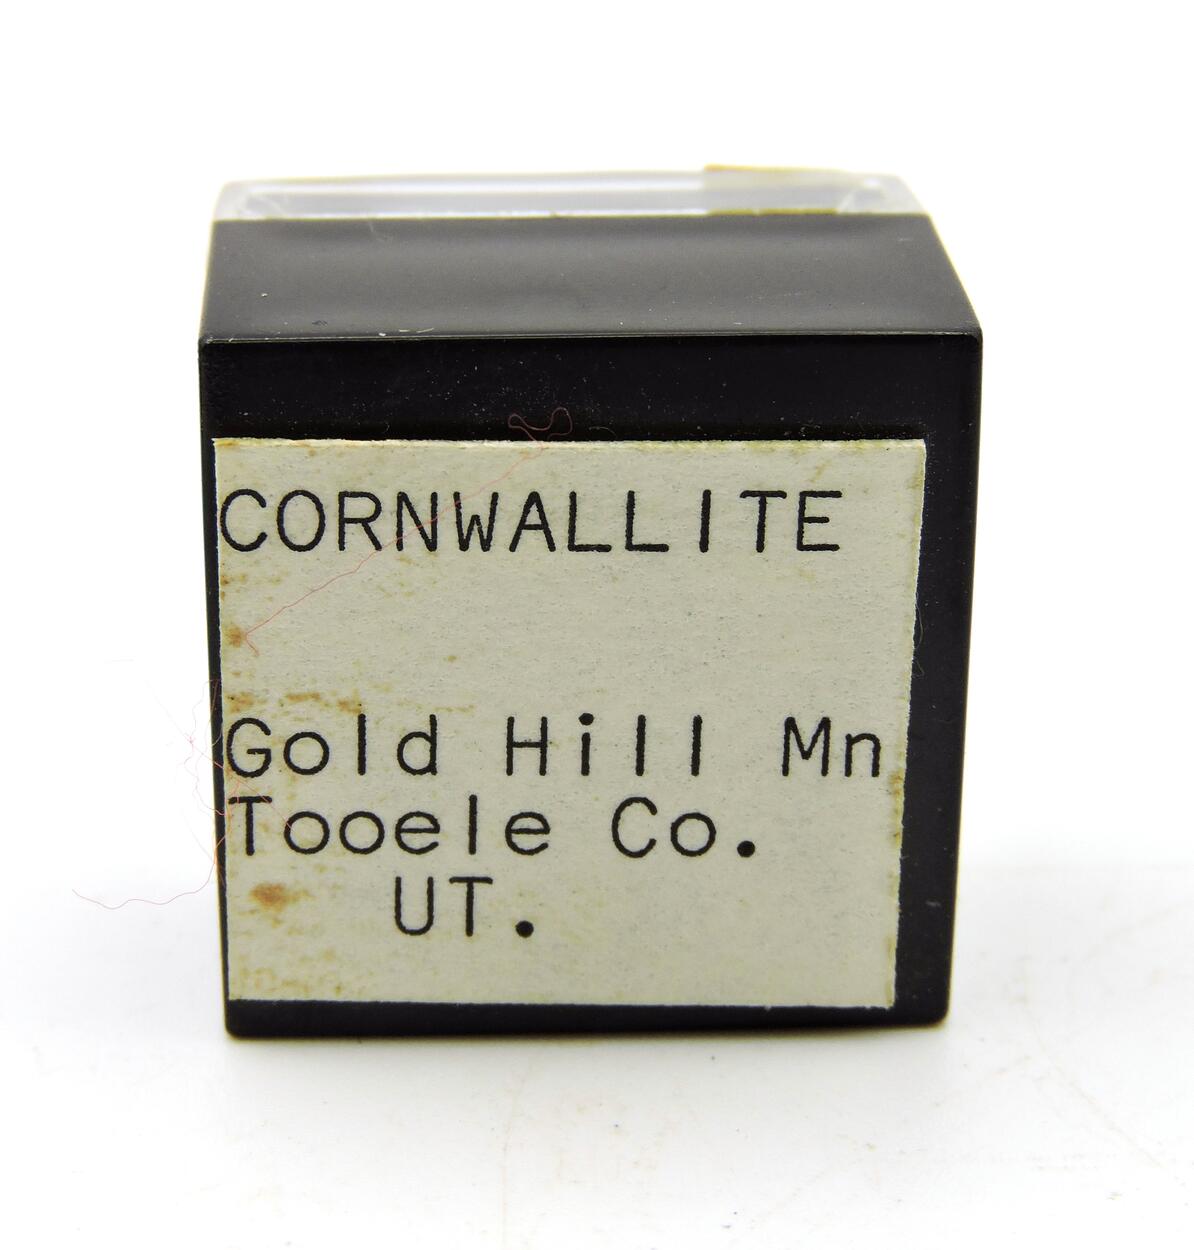 CORNWALLITE
Gold Hill Mn
Tooele Co.
UT.